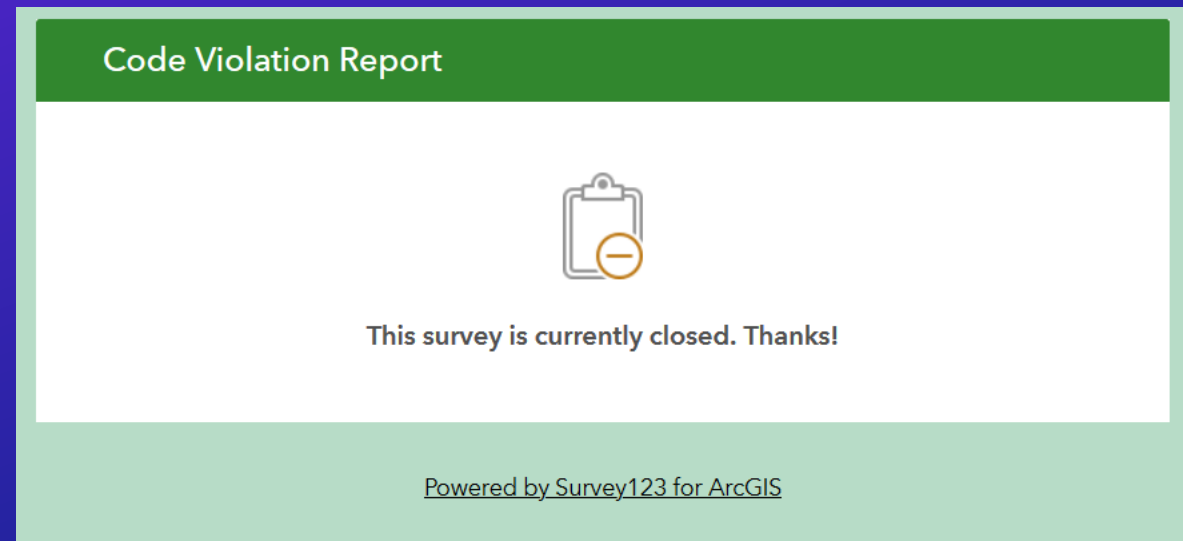 Code Violation Report
This survey is currently closed. Thanks!
Powered by Survey123 for ArcGIS